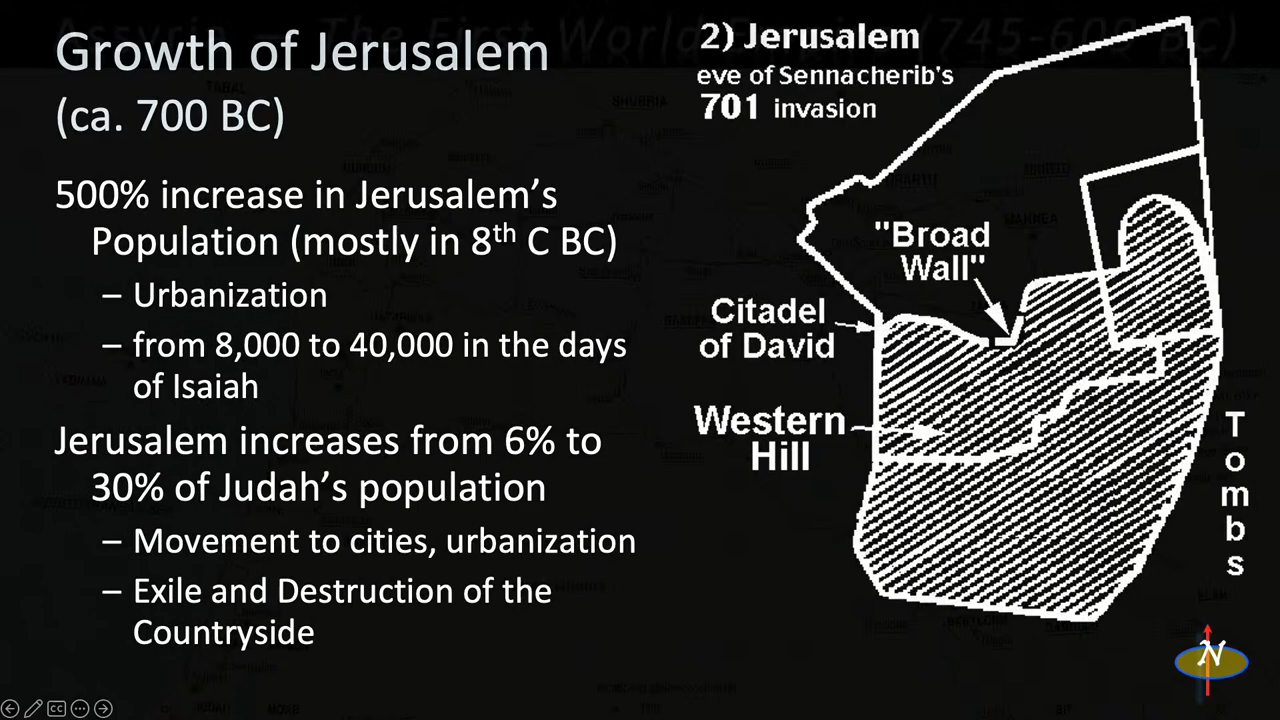 Growth of Jerusalem
(ca. 700 BC)
500% increase in Jerusalem’s
Population (mostly in 8th C BC)
– Urbanization
– from 8,000 to 40,000 in the days
of Isaiah
Jerusalem increases from 6% to
30% of Judah’s population
– Movement to cities, urbanization
– Exile and Destruction of the
Countryside
2) Jerusalem
eve of Sennacherib's
701 invasion
"Broad
Wall"
Citadel
of David
Western
Hill
Tombs
N